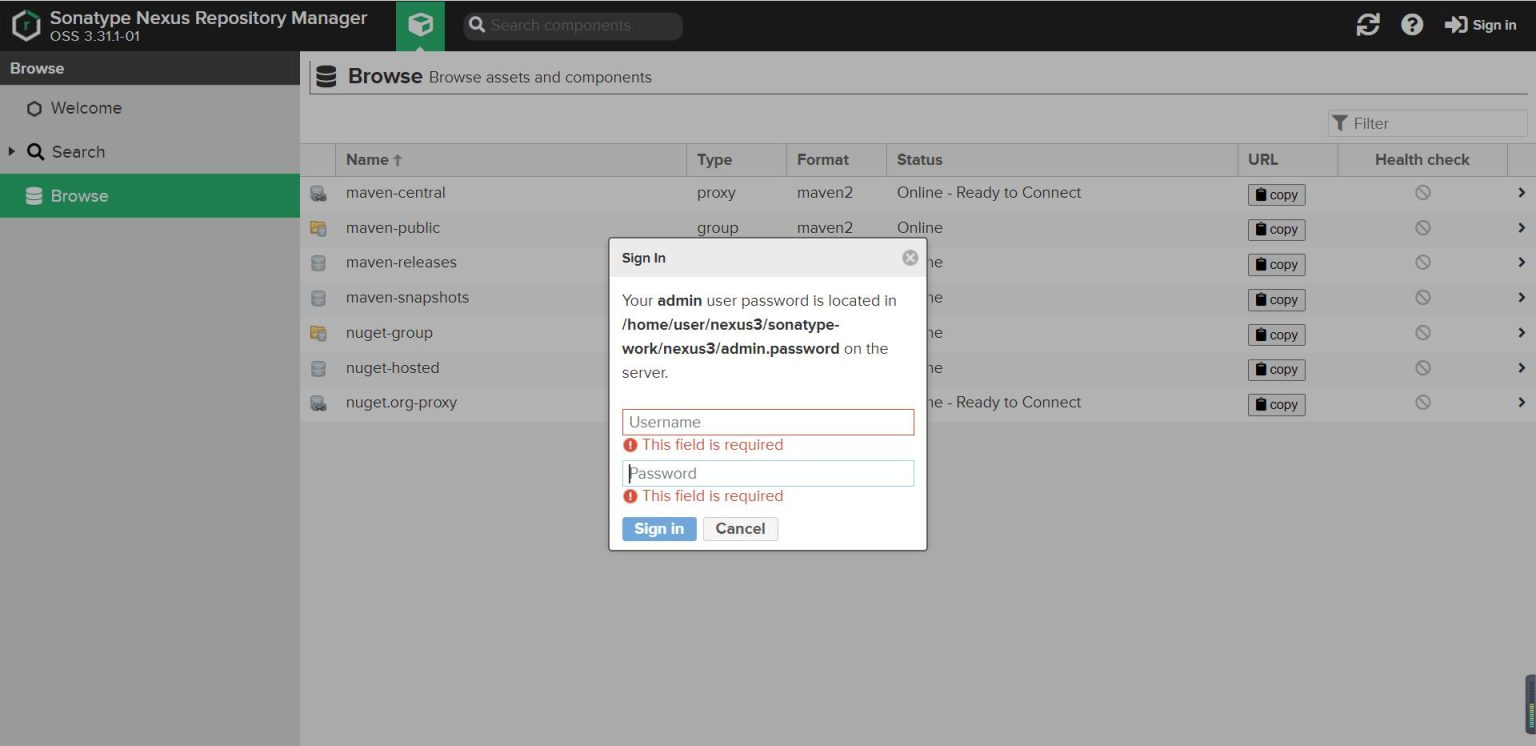 Sonatype Nexus Repository Manager
OSS 3.31.1-01
Search components
Sign in
Browse
Welcome
Search
Browse
Browse Browse assets and components
Filter
Name Type Format Status URL Health check
maven-central proxy maven2 Online - Ready to Connect copy
maven-public group maven2 Online copy
maven-releases ne copy
maven-snapshots ne copy
nuget-group ne copy
nuget-hosted ne copy
nuget.org-proxy ne - Ready to Connect copy
Sign In
Your admin user password is located in
/home/user/nexus3/sonatype-
work/nexus3/admin.password on the
server.
Username
This field is required
Password
This field is required
Sign in Cancel